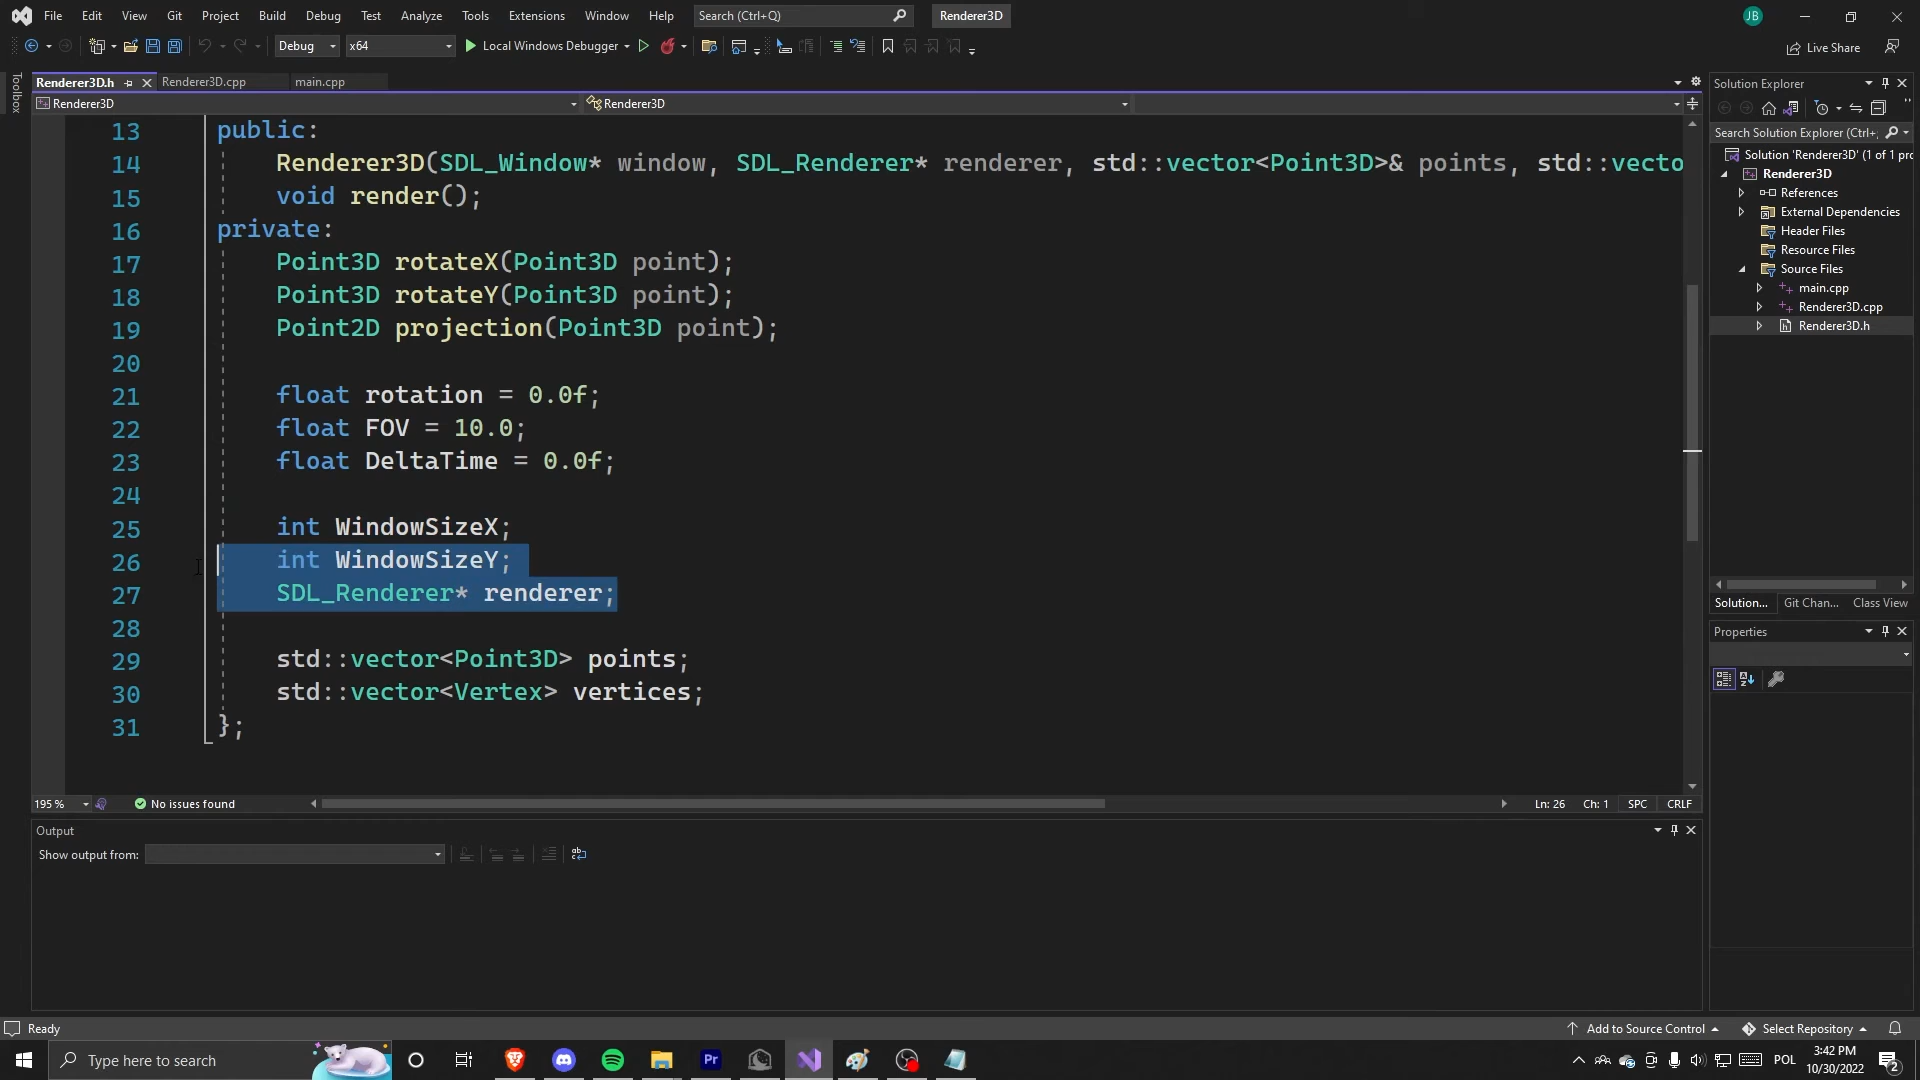 File Edit View Git Project Build Debug Test Analyze Tools Extensions Window Help Search (Ctrl+Q) Renderer3D JB
Debug x64 Local Windows Debugger Live Share
Toolbox
Renderer3D.h Renderer3D.cpp main.cpp
Renderer3D Renderer3D
13 public:
14 Renderer3D(SDL_Window* window, SDL_Renderer* renderer, std::vector<Point3D>& points, std::vecto
15 void render();
16 private:
17 Point3D rotateX(Point3D point);
18 Point3D rotateY(Point3D point);
19 Point2D projection(Point3D point);
20
21 float rotation = 0.0f;
22 float FOV = 10.0;
23 float DeltaTime = 0.0f;
24
25 int WindowSizeX;
26 int WindowSizeY;
27 SDL_Renderer* renderer;
28
29 std::vector<Point3D> points;
30 std::vector<Vertex> vertices;
31 };
195 % No issues found Ln: 26 Ch: 1 SPC CRLF
Output
Show output from:
Solution Explorer
Search Solution Explorer (Ctrl+;
Solution 'Renderer3D' (1 of 1 pro
Renderer3D
References
External Dependencies
Header Files
Resource Files
Source Files
main.cpp
Renderer3D.cpp
Renderer3D.h
Solution... Git Chan... Class View
Properties
Ready Add to Source Control Select Repository
Type here to search Pr POL 3:42 PM
10/30/2022 2